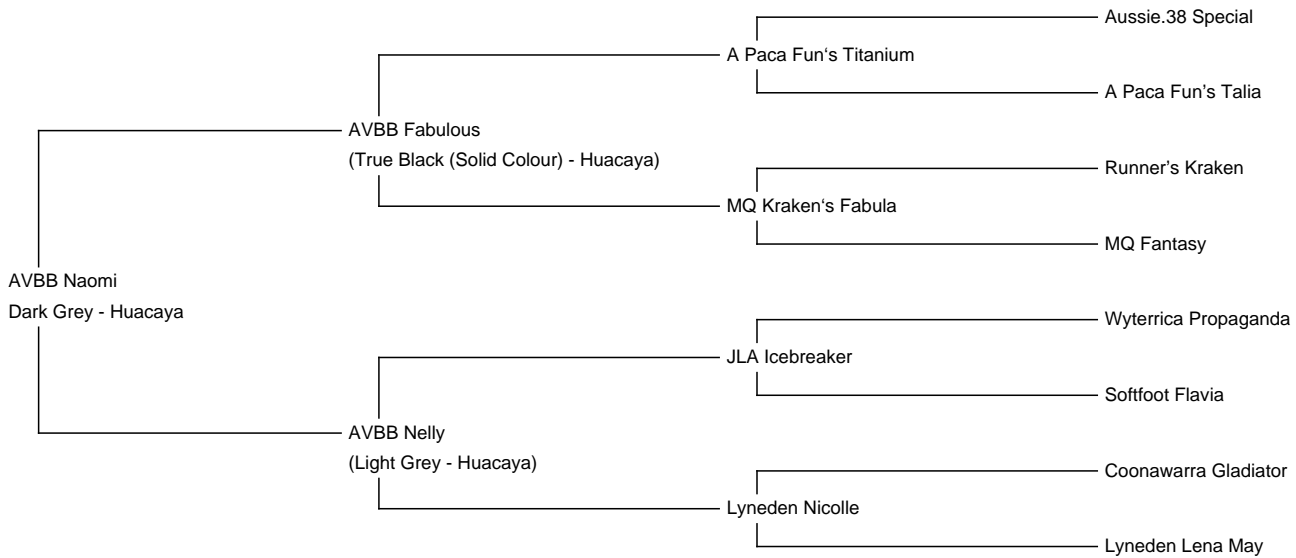 Aussie.38 Special
A Paca Fun‘s Titanium
A Paca Fun’s Talia
AVBB Fabulous
(True Black (Solid Colour) - Huacaya)
Runner’s Kraken
MQ Kraken‘s Fabula
MQ Fantasy
AVBB Naomi
Dark Grey - Huacaya
Wyterrica Propaganda
JLA Icebreaker
Softfoot Flavia
AVBB Nelly
(Light Grey - Huacaya)
Coonawarra Gladiator
Lyneden Nicolle
Lyneden Lena May